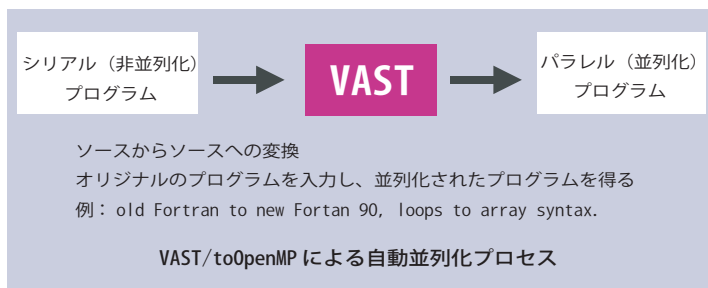 シリアル（非並列化）
プログラム
VAST
パラレル（並列化）
プログラム
ソースからソースへの変換
オリジナルのプログラムを入力し、並列化されたプログラムを得る
例： old Fortran to new Fortan 90, loops to array syntax.
VAST/toOpenMP による自動並列化プロセス